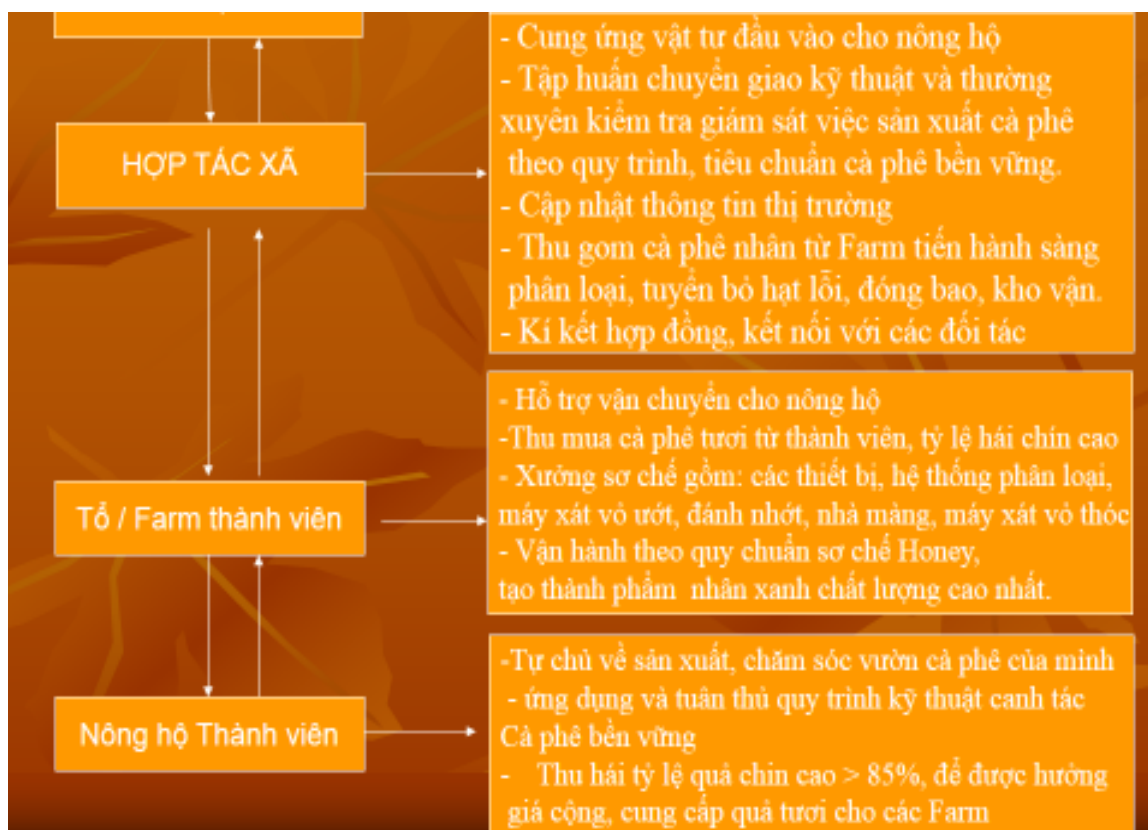 - Cung ứng vật tư đầu vào cho nông hộ
- Tập huấn chuyển giao kỹ thuật và thường
xuyên kiểm tra giám sát việc sản xuất cà phê
theo quy trình, tiêu chuẩn cà phê bền vững.
- Cập nhật thông tin thị trường
- Thu gom cà phê nhân từ Farm tiến hành sàng
phân loại, tuyển bỏ hạt lỗi, đóng bao, kho vận.
- Kí kết hợp đồng, kết nối với các đối tác
HỢP TÁC XÃ
- Hỗ trợ vận chuyển cho nông hộ
-Thu mua cà phê tươi từ thành viên, tỷ lệ hái chín cao
- Xưởng sơ chế gồm: các thiết bị, hệ thống phân loại,
máy xát vỏ ướt, đánh nhớt, nhà màng, máy xát vỏ thóc
- Vận hành theo quy chuẩn sơ chế Honey,
tạo thành phẩm nhân xanh chất lượng cao nhất.
Tổ / Farm thành viên
-Tự chủ về sản xuất, chăm sóc vườn cà phê của mình
- ứng dụng và tuân thủ quy trình kỹ thuật canh tác
Cà phê bền vững
- Thu hái tỷ lệ quả chin cao > 85%, để được hưởng
giá cộng, cung cấp quả tươi cho các Farm
Nông hộ Thành viên